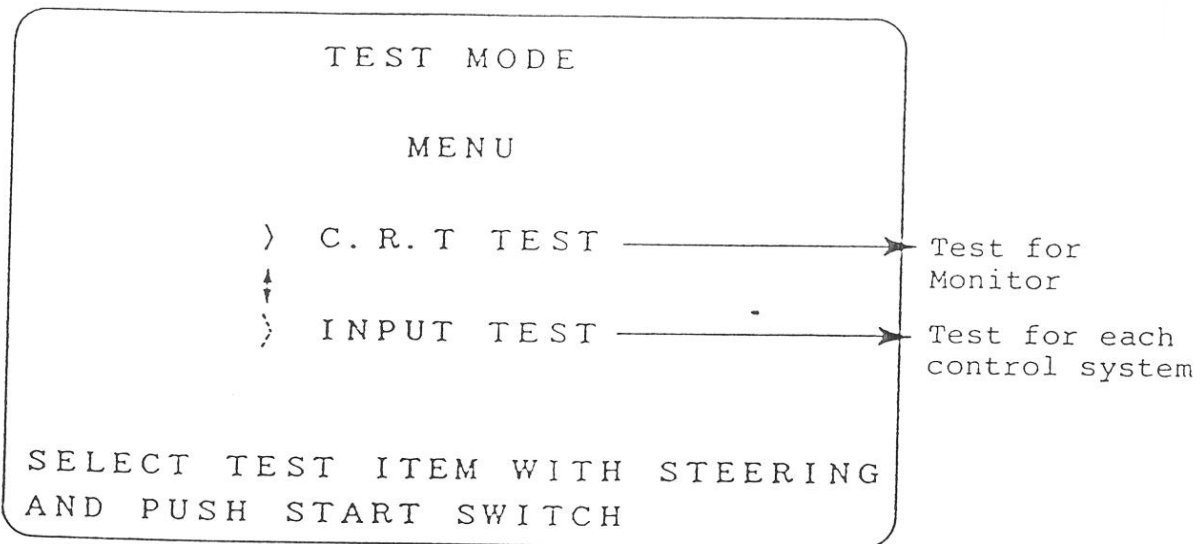 TEST MODE
MENU
> C.R.T TEST
Test for
Monitor
> INPUT TEST
Test for each
control system
SELECT TEST ITEM WITH STEERING
AND PUSH START SWITCH